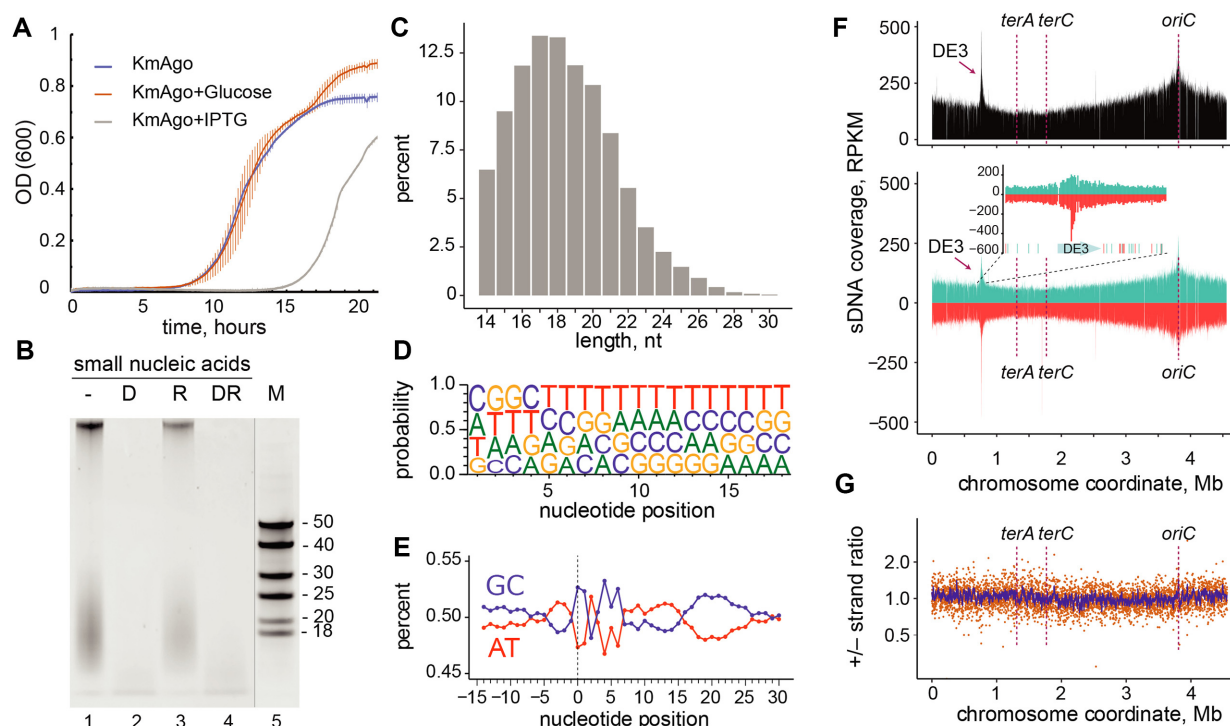 A
KmAgo
KmAgo+Glucose
KmAgo+IPTG
OD (600)
1
0.8
0.6
0.4
0.2
0
0 5 10 15 20
time, hours
B
small nucleic acids
- D R DR M
- 50
- 40
- 30
- 25
- 20
- 18
1 2 3 4 5
C
percent
12.5
10.0
7.5
5.0
2.5
0
14 16 18 20 22 24 26 28 30
length, nt
D
probability
1.0
0.5
0.0
CGGCTTTTTTTTTTTTTT
ATTTCCGGAAAACCCCGG
TAAGAGACGCCCAAGGCC
GCCAGACACGGGGGAAAA
5 10 15
nucleotide position
E
percent
0.55
0.50
0.45
GC
AT
−15 −10 −5 0 5 10 15 20 25 30
nucleotide position
F
terA terC oriC
DE3
500
250
0
sDNA coverage, RPKM
500
250
0
−250
−500
200
0
−200
−400
−600
DE3
DE3
terA terC oriC
0 1 2 3 4
chromosome coordinate, Mb
G
terA terC oriC
+/− strand ratio
2.0
1.0
0.5
0 1 2 3 4
chromosome coordinate, Mb